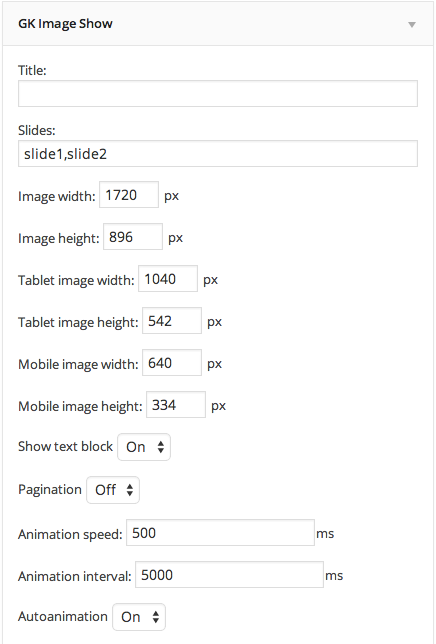 GK Image Show
Title:
Slides:
slide1,slide2
Image width: 1720 px
Image height: 896 px
Tablet image width: 1040 px
Tablet image height: 542 px
Mobile image width: 640 px
Mobile image height: 334 px
Show text block On
Pagination Off
Animation speed: 500 ms
Animation interval: 5000 ms
Autoanimation On